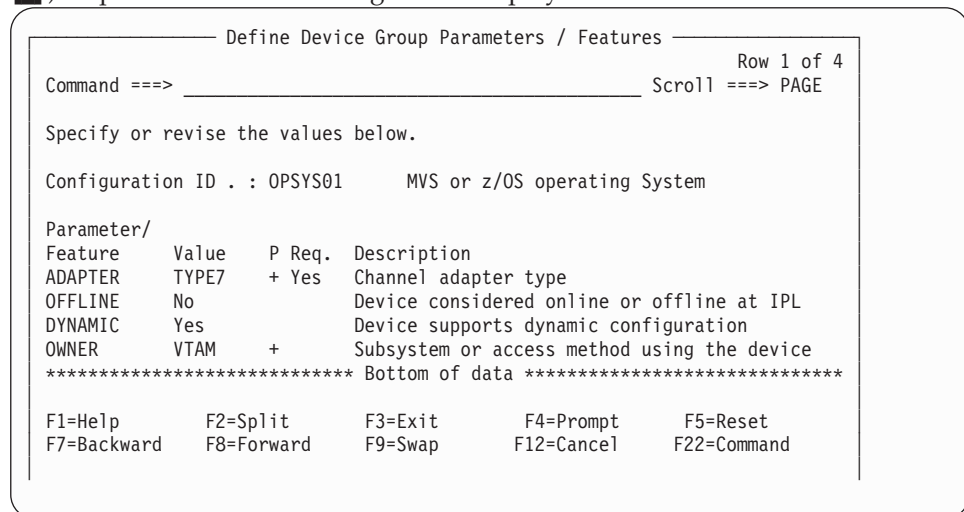 Define Device Group Parameters / Features
Row 1 of 4
Command ===> ___________________________________________ Scroll ===> PAGE
Specify or revise the values below.
Configuration ID . : OPSYS01 MVS or z/OS operating System
Parameter/
Feature Value P Req. Description
ADAPTER TYPE7 + Yes Channel adapter type
OFFLINE No Device considered online or offline at IPL
DYNAMIC Yes Device supports dynamic configuration
OWNER VTAM + Subsystem or access method using the device
***************************** Bottom of data ******************************
F1=Help F2=Split F3=Exit F4=Prompt F5=Reset
F7=Backward F8=Forward F9=Swap F12=Cancel F22=Command